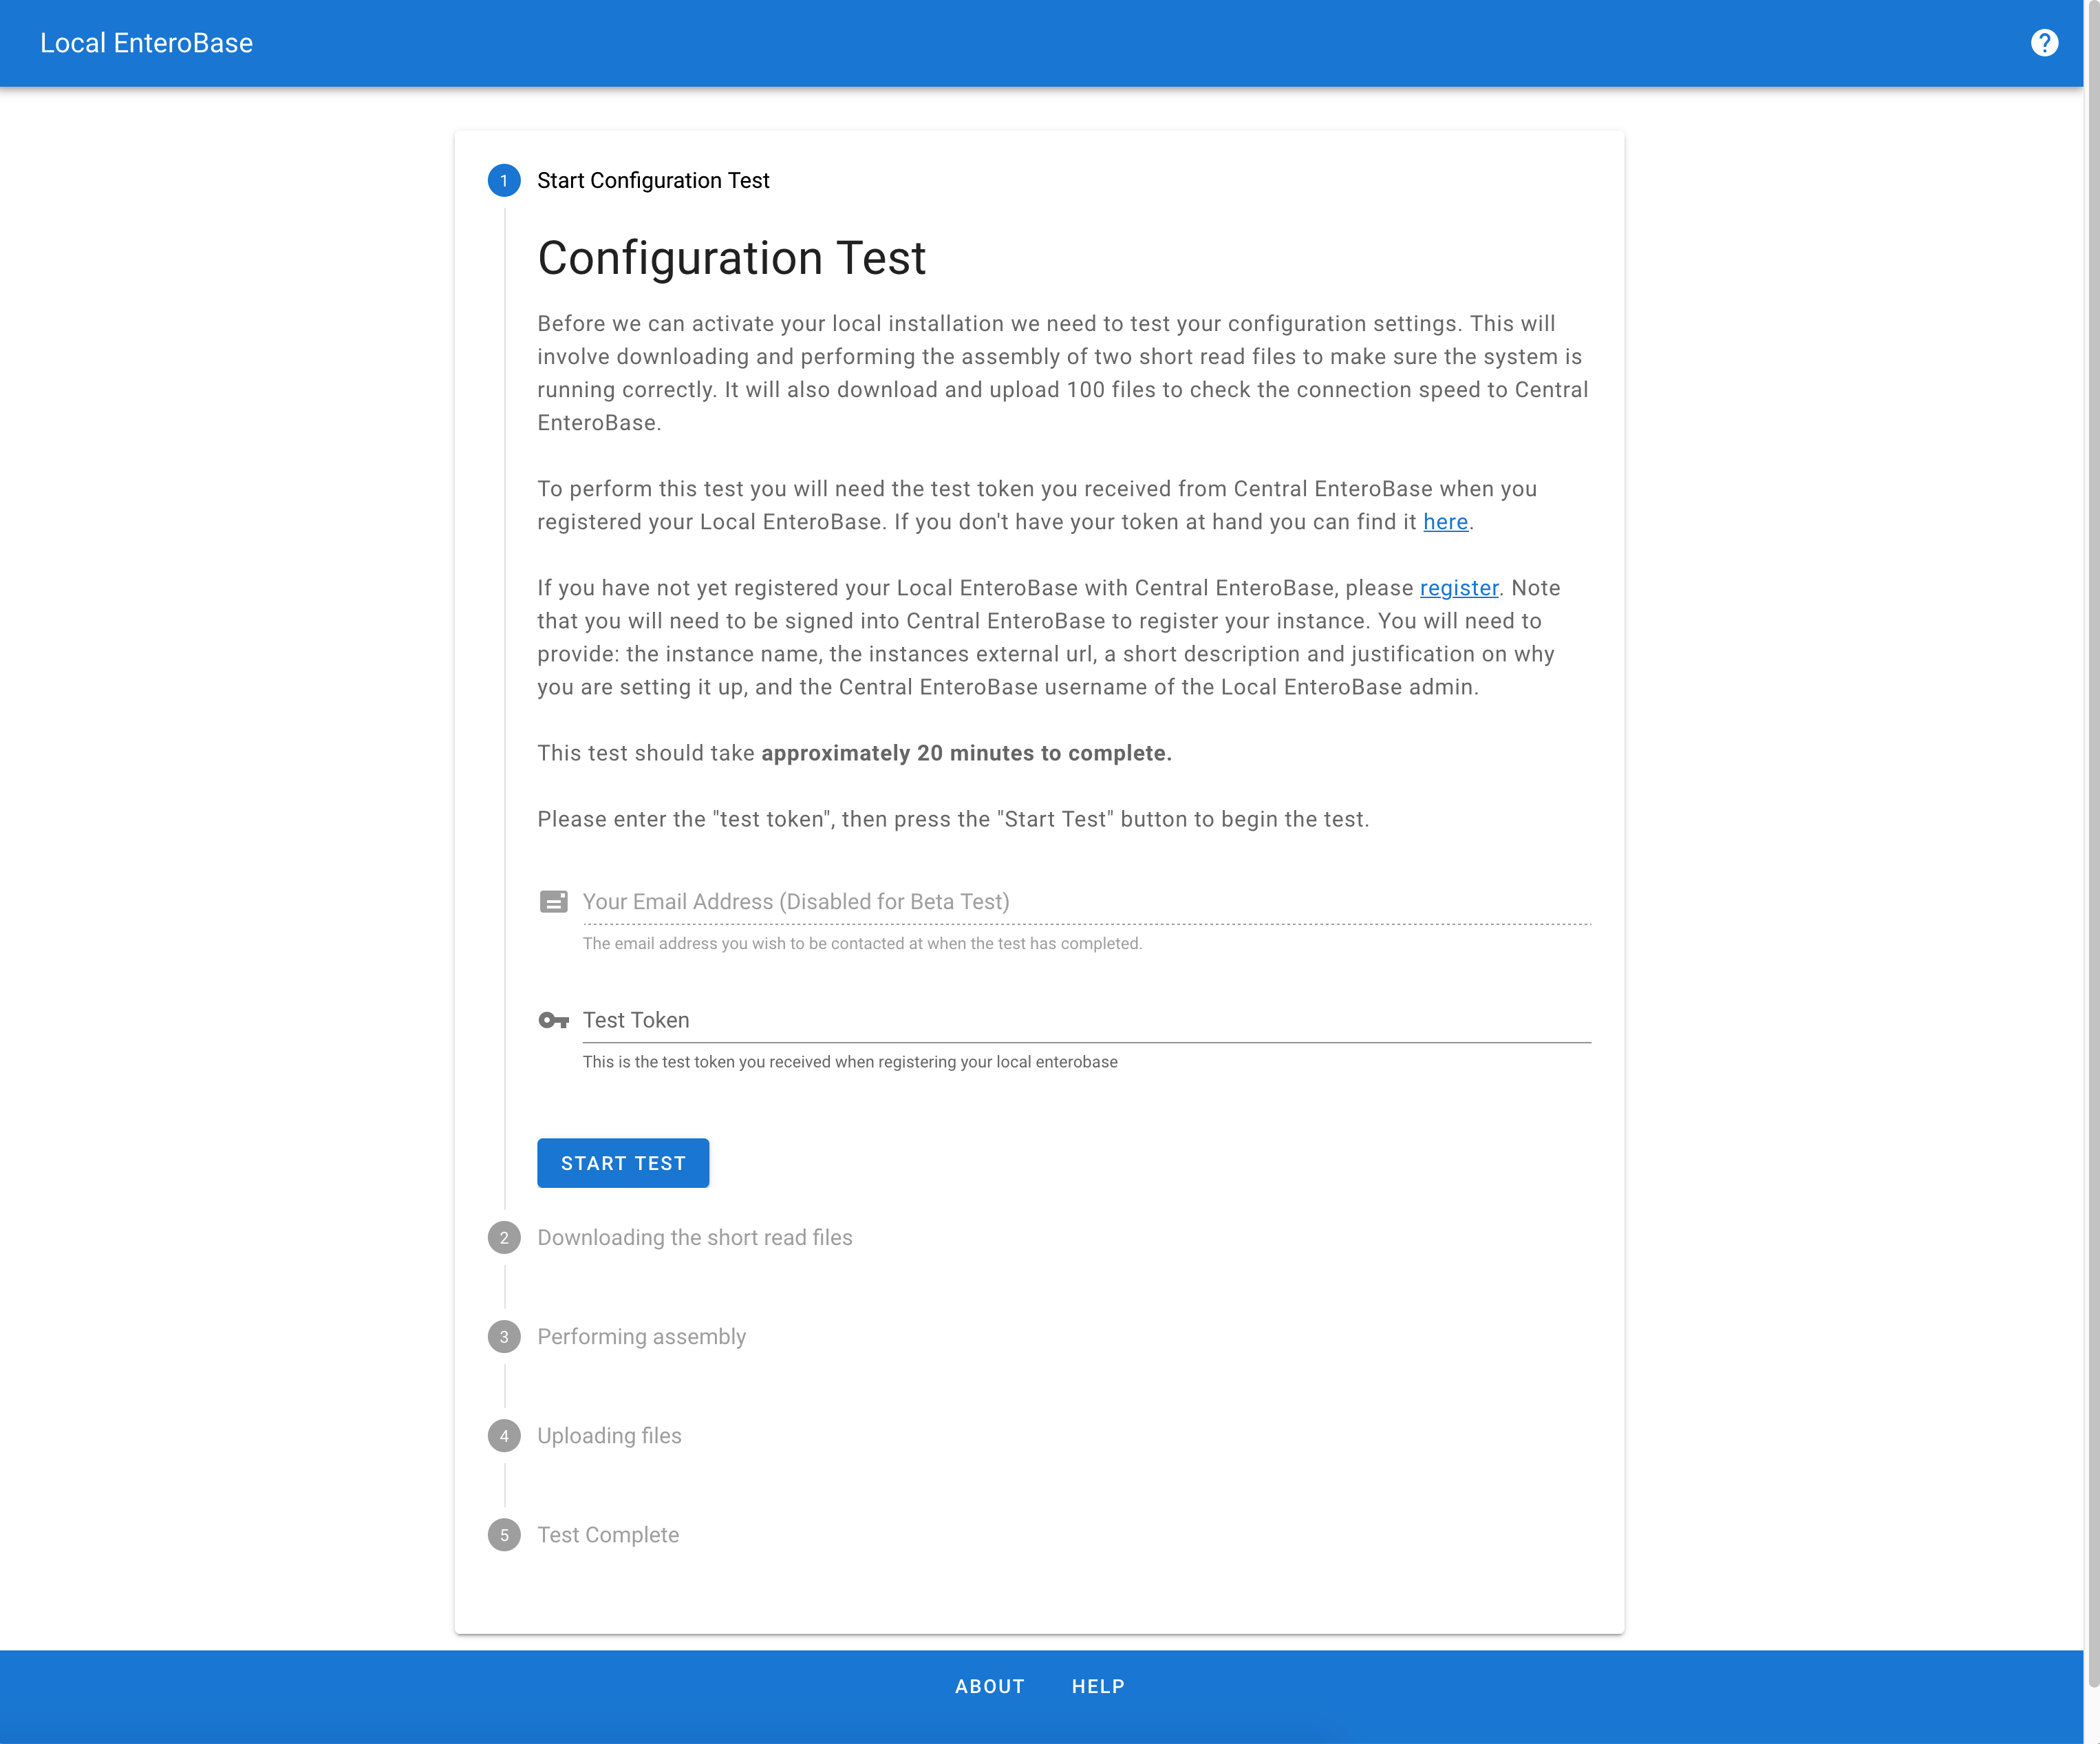 Local EnteroBase
?
1 Start Configuration Test
Configuration Test
Before we can activate your local installation we need to test your configuration settings. This will
involve downloading and performing the assembly of two short read files to make sure the system is
running correctly. It will also download and upload 100 files to check the connection speed to Central
EnteroBase.
To perform this test you will need the test token you received from Central EnteroBase when you
registered your Local EnteroBase. If you don't have your token at hand you can find it here.
If you have not yet registered your Local EnteroBase with Central EnteroBase, please register. Note
that you will need to be signed into Central EnteroBase to register your instance. You will need to
provide: the instance name, the instances external url, a short description and justification on why
you are setting it up, and the Central EnteroBase username of the Local EnteroBase admin.
This test should take approximately 20 minutes to complete.
Please enter the "test token", then press the "Start Test" button to begin the test.
Your Email Address (Disabled for Beta Test)
The email address you wish to be contacted at when the test has completed.
Test Token
This is the test token you received when registering your local enterobase
START TEST
2 Downloading the short read files
3 Performing assembly
4 Uploading files
5 Test Complete
ABOUT HELP